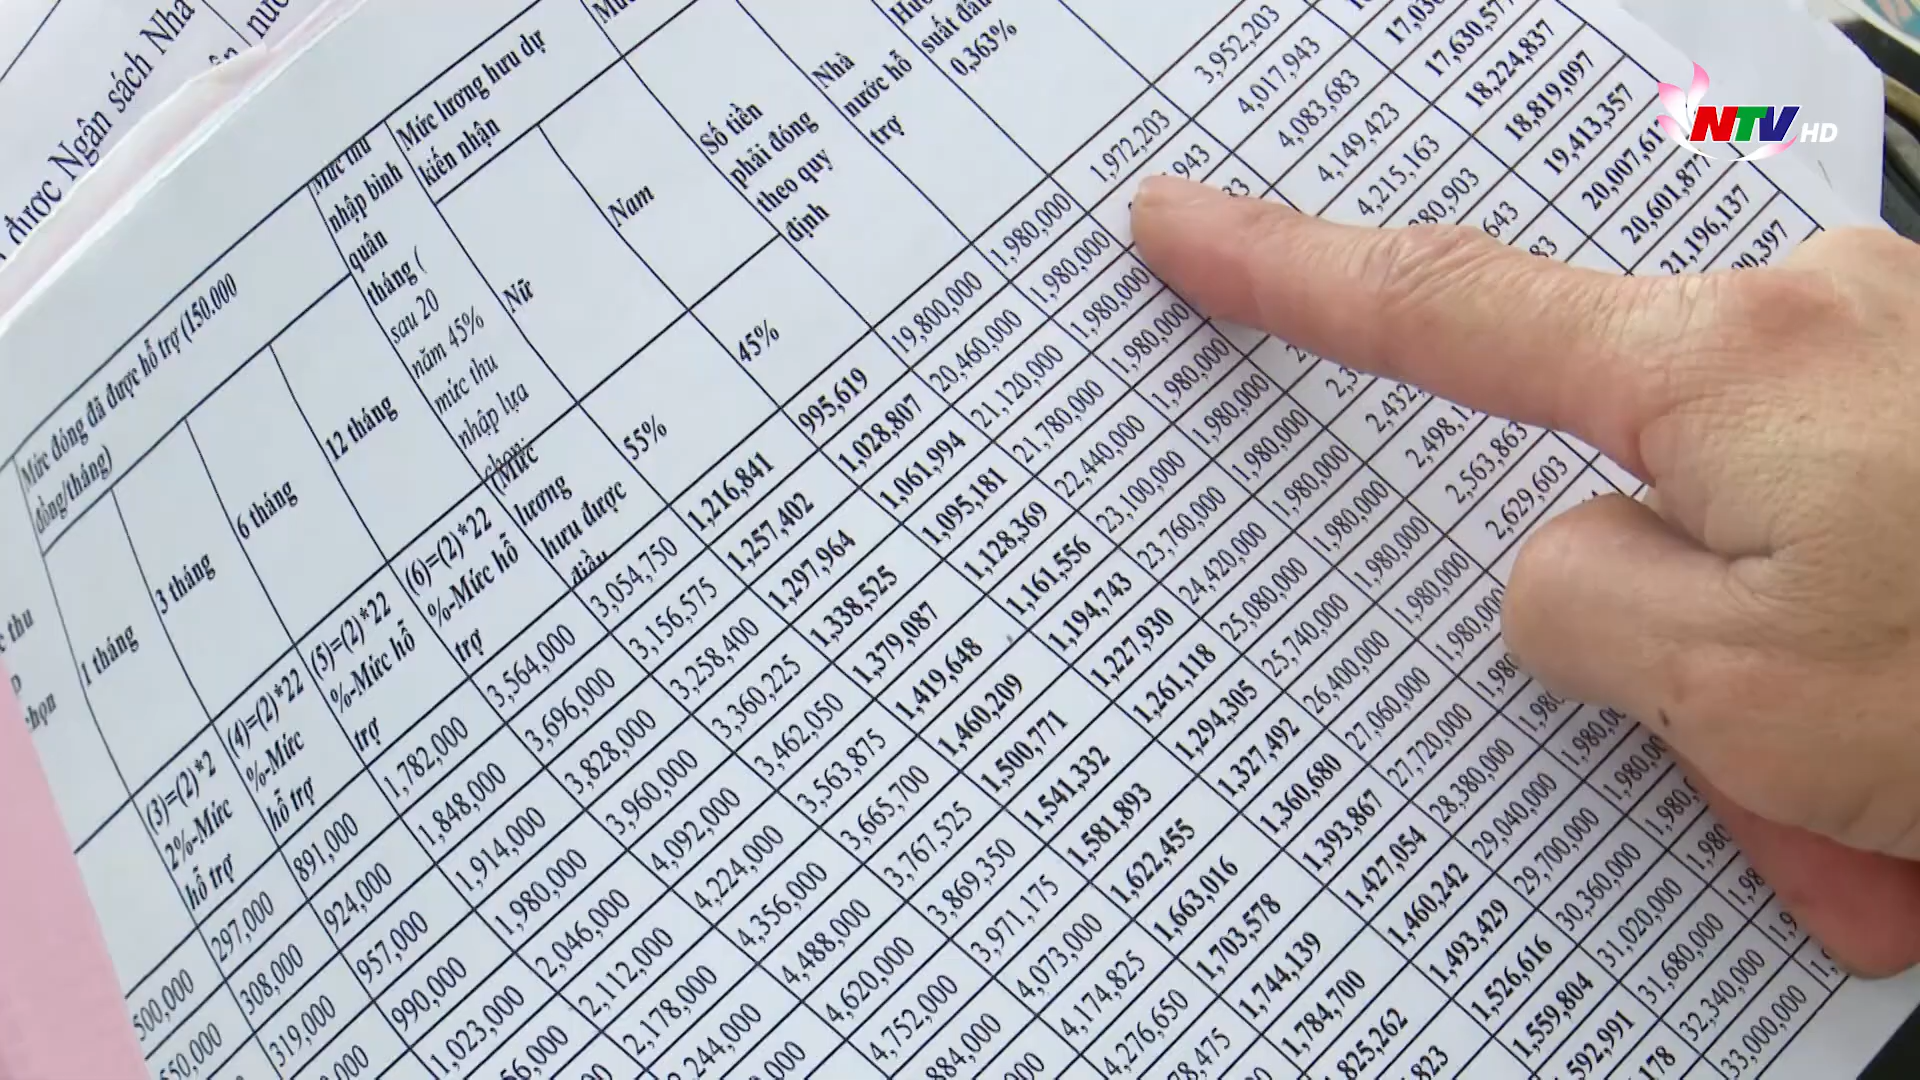 được Ngân sách Nhà
Mức đóng đã được hỗ trợ (150.000
đồng/tháng)
1 tháng
3 tháng
6 tháng
12 tháng
Mức thu
nhập bình
quân
tháng (
sau 20
năm 45%
mức thu
nhập lựa
chọn
Mức lương hưu dự
kiến nhận
Nữ
Nam
Số tiền
phải đóng
theo quy
định
Nhà
nước hỗ
trợ
suất đầu
0,363%
thu
chọn
(3)=(2)*2
2%-Mức
hỗ trợ
(4)=(2)*22
%-Mức
hỗ trợ
(5)=(2)*22
%-Mức hỗ
trợ
(6)=(2)*22
%-Mức hỗ
trợ
(Mức
lương
hưu được
55%
45%
297,000 891,000 1,782,000 3,564,000 3,054,750 1,216,841 995,619 19,800,000 1,980,000 1,972,203 3,952,203
308,000 924,000 1,848,000 3,696,000 3,156,575 1,257,402 1,028,807 20,460,000 1,980,000 4,017,943
319,000 957,000 1,914,000 3,828,000 3,258,400 1,297,964 1,061,994 21,120,000 1,980,000 4,083,683 17,630,577
990,000 1,980,000 3,960,000 3,360,225 1,338,525 1,095,181 21,780,000 1,980,000 4,149,423 18,224,837
1,023,000 2,046,000 4,092,000 3,462,050 1,379,087 1,128,369 22,440,000 1,980,000 4,215,163 18,819,097
2,112,000 4,224,000 3,563,875 1,419,648 1,161,556 23,100,000 1,980,000 19,413,357
2,178,000 4,356,000 3,665,700 1,460,209 1,194,743 23,760,000 1,980,000
4,488,000 3,767,525 1,500,771 1,227,930 24,420,000 1,980,000 20,601,877
4,620,000 3,869,350 1,541,332 1,261,118 25,080,000 1,980,000 21,196,137
4,752,000 3,971,175 1,581,893 1,294,305 25,740,000 1,980,000
4,073,000 1,622,455 1,327,492 26,400,000 1,980,000 2,563,863
4,174,825 1,663,016 1,360,680 27,060,000 1,980,000 2,629,603
4,276,650 1,703,578 1,393,867 27,720,000
1,744,139 1,427,054 28,380,000
1,784,700 1,460,242 29,040,000
1,493,429 29,700,000
1,526,616 30,360,000
1,559,804 31,020,000
31,680,000
32,340,000
33,000,000
NTV HD